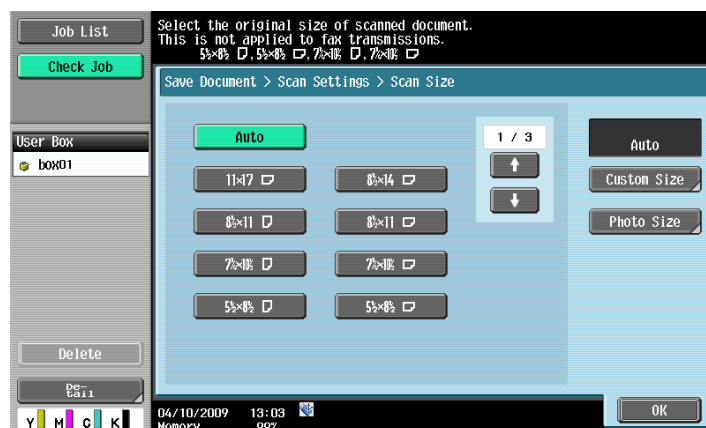 Job List
Check Job
Select the original size of scanned document.
This is not applied to fax transmissions.
5½×8½ , 5½×8½ , 7¼×10½ , 7¼×10½
Save Document > Scan Settings > Scan Size
User Box
box01
Auto
11×17
8½×14
8½×11
8½×11
7¼×10½
7¼×10½
5½×8½
5½×8½
1 / 3
Auto
Custom Size
Photo Size
Delete
De-
tail
Y M C K
04/10/2009 13:03
Memory 99%
OK